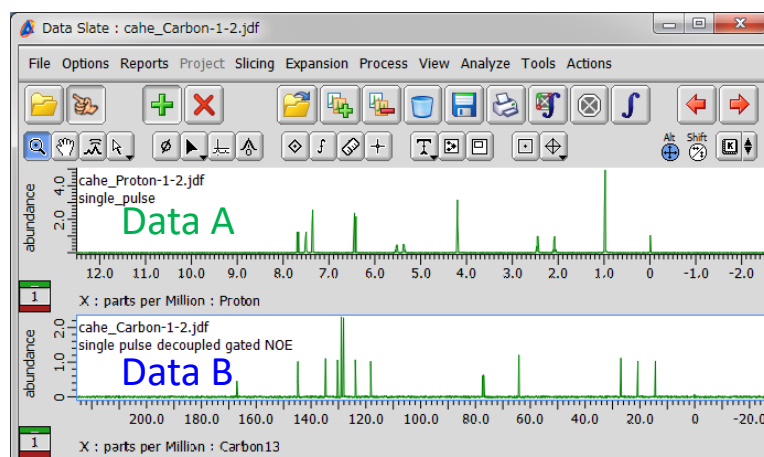 Data Slate : cahe_Carbon-1-2.jdf
File Options Reports Project Slicing Expansion Process View Analyze Tools Actions
Alt Shift
K
abundance
4.0
2.0
cahe_Proton-1-2.jdf
single_pulse
Data A
12.0 11.0 10.0 9.0 8.0 7.0 6.0 5.0 4.0 3.0 2.0 1.0 0 -1.0 -2.0
1
X : parts per Million : Proton
abundance
2.0
1.0
0
cahe_Carbon-1-2.jdf
single pulse decoupled gated NOE
Data B
200.0 180.0 160.0 140.0 120.0 100.0 80.0 60.0 40.0 20.0 0 -20.0
1
X : parts per Million : Carbon13